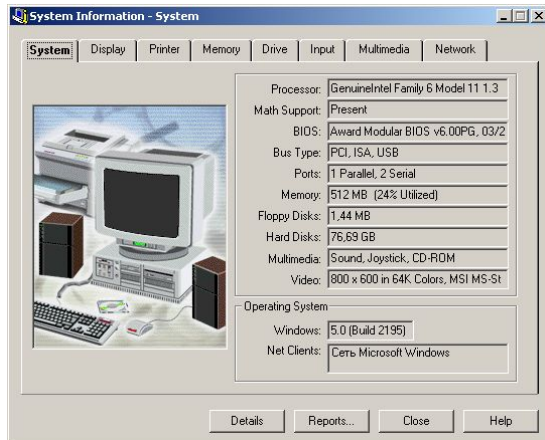 System Information - System
System Display Printer Memory Drive Input Multimedia Network
Processor: GenuineIntel Family 6 Model 11 1.3
Math Support: Present
BIOS: Award Modular BIOS v6.00PG, 03/2
Bus Type: PCI, ISA, USB
Ports: 1 Parallel, 2 Serial
Memory: 512 MB (24% Utilized)
Floppy Disks: 1,44 MB
Hard Disks: 76,69 GB
Multimedia: Sound, Joystick, CD-ROM
Video: 800 x 600 in 64K Colors, MSI MS-St
Operating System
Windows: 5.0 (Build 2195)
Net Clients: Сеть Microsoft Windows
Details Reports... Close Help